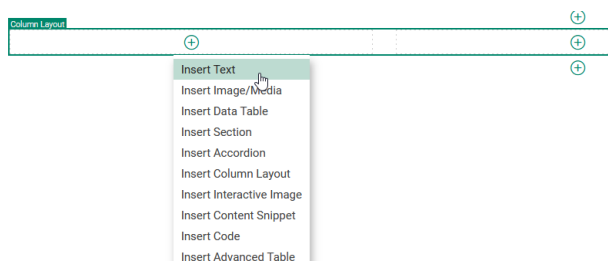 Column Layout
Insert Text
Insert Image/Media
Insert Data Table
Insert Section
Insert Accordion
Insert Column Layout
Insert Interactive Image
Insert Content Snippet
Insert Code
Insert Advanced Table